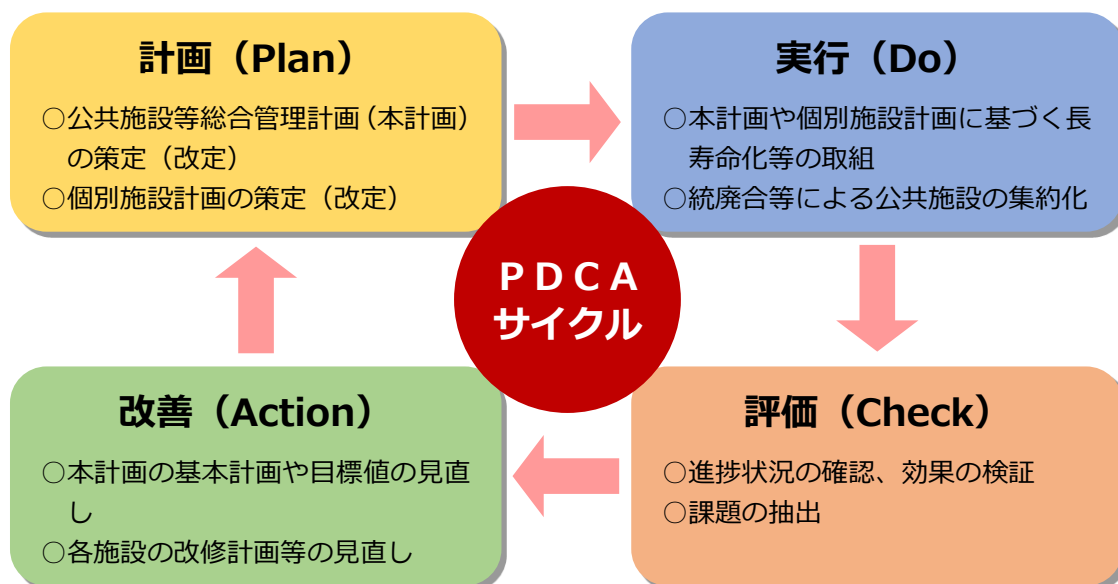 計画（Plan）
○公共施設等総合管理計画（本計画）
の策定（改定）
○個別施設計画の策定（改定）
実行（Do）
○本計画や個別施設計画に基づく長
寿命化等の取組
○統廃合等による公共施設の集約化
ＰＤＣＡ
サイクル
改善（Action）
○本計画の基本計画や目標値の見直
し
○各施設の改修計画等の見直し
評価（Check）
○進捗状況の確認、効果の検証
○課題の抽出